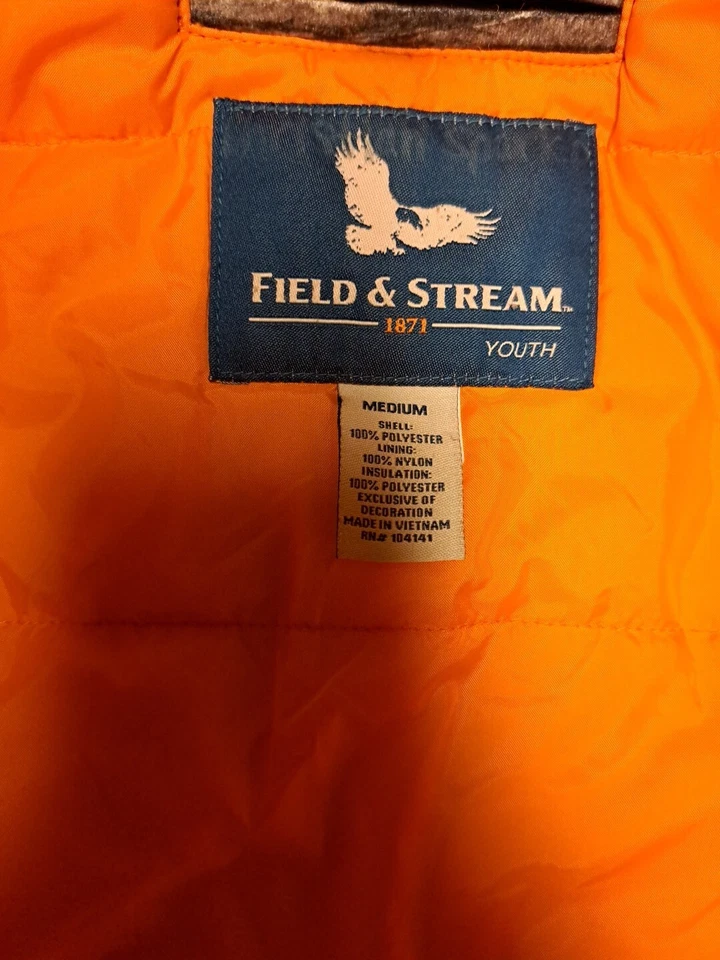 FIELD & STREAM™
1871
YOUTH
MEDIUM
SHELL:
100% POLYESTER
LINING:
100% NYLON
INSULATION:
100% POLYESTER
EXCLUSIVE OF
DECORATION
MADE IN VIETNAM
RN# 104141